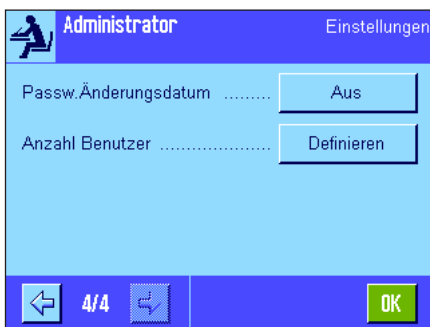 Administrator Einstellungen
Passw.Änderungsdatum ......... Aus
Anzahl Benutzer ..................... Definieren
4/4 OK